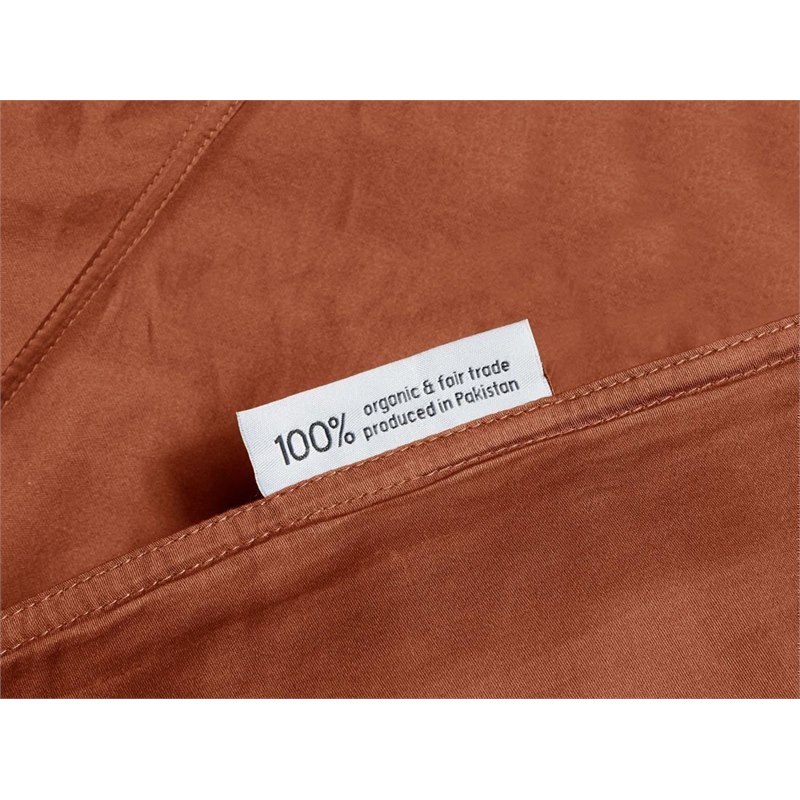 100% organic & fair trade
produced in Pakistan